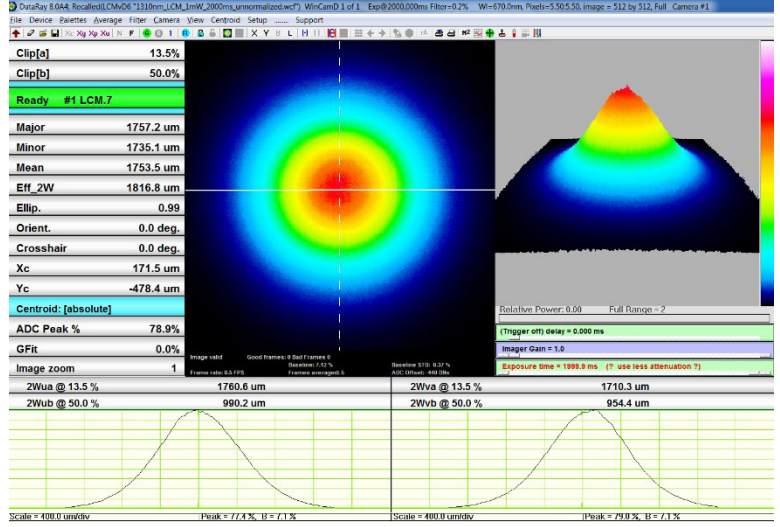 DataRay 8.0A4; Recalled(LCMvD6 "1310nm_LCM_1mW_2000ms_unnormalized.wcf") WinCamD 1 of 1 Exp@2000.000ms Filter=0.2% Wl=670.0nm, Pixels=5.50:5.50, image = 512 by 512, Full Camera #1
File Device Palettes Average Filter Camera View Centroid Setup ...... Support
Clip[a] 13.5%
Clip[b] 50.0%
Ready #1 LCM.7
Major 1757.2 um
Minor 1735.1 um
Mean 1753.5 um
Eff_2W 1816.8 um
Ellip. 0.99
Orient. 0.0 deg.
Crosshair 0.0 deg.
Xc 171.5 um
Yc -478.4 um
Centroid: [absolute]
ADC Peak % 78.9%
GFit 0.0%
Image zoom 1
Image valid Good frames: 0 Bad Frames 0
Baseline: 7.12 % Baseline STD: 0.37 %
Frame rate: 0.5 FPS Frames averaged: 5
Relative Power: 0.00 Full Range = 2
(Trigger off) delay = 0.000 ms
Imager Gain = 1.0
Exposure time = 1999.9 ms (? use less attenuation ?)
2Wua @ 13.5 % 1760.6 um 2Wva @ 13.5 % 1710.3 um
2Wub @ 50.0 % 990.2 um 2Wvb @ 50.0 % 954.4 um
Scale = 400.0 um/div Peak = 77.4 %, B = 7.1 % Scale = 400.0 um/div Peak = 79.0 %, B = 7.1 %